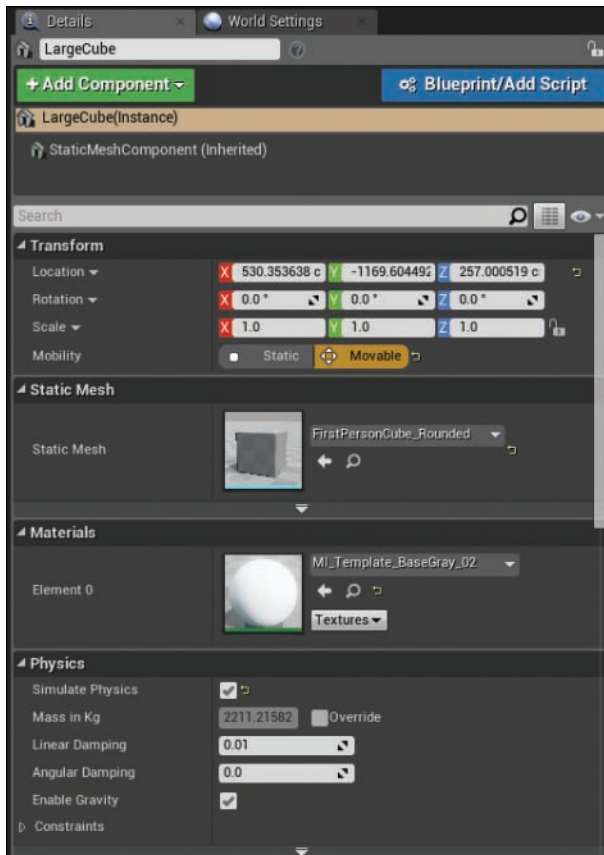 Details World Settings
LargeCube
+ Add Component Blueprint/Add Script
LargeCube(Instance)
StaticMeshComponent (Inherited)
Search
Transform
Location X 530.353638 c Y -1169.604492 Z 257.000519 c
Rotation X 0.0 ° Y 0.0 ° Z 0.0 °
Scale X 1.0 Y 1.0 Z 1.0
Mobility Static Movable
Static Mesh
FirstPersonCube_Rounded
Static Mesh
Materials
MI_Template_BaseGray_02
Element 0
Textures
Physics
Simulate Physics
Mass in Kg 2211.21582 Override
Linear Damping 0.01
Angular Damping 0.0
Enable Gravity
Constraints